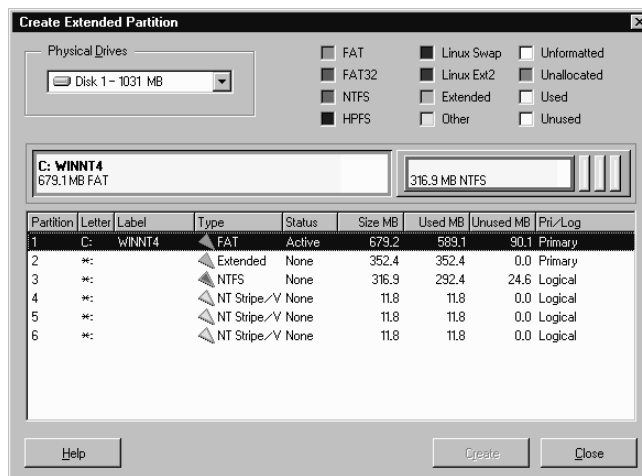 Create Extended Partition
Physical Drives
Disk 1 - 1031 MB
FAT
FAT32
NTFS
HPFS
Linux Swap
Linux Ext2
Extended
Other
Unformatted
Unallocated
Used
Unused
C: WINNT4
679.1 MB FAT
316.9 MB NTFS
Partition Letter Label Type Status Size MB Used MB Unused MB Pri/Log
1 C: WINNT4 FAT Active 679.2 589.1 90.1 Primary
2 *: Extended None 352.4 352.4 0.0 Primary
3 *: NTFS None 316.9 292.4 24.6 Logical
4 *: NT Stripe/V None 11.8 11.8 0.0 Logical
5 *: NT Stripe/V None 11.8 11.8 0.0 Logical
6 *: NT Stripe/V None 11.8 11.8 0.0 Logical
Help Create Close